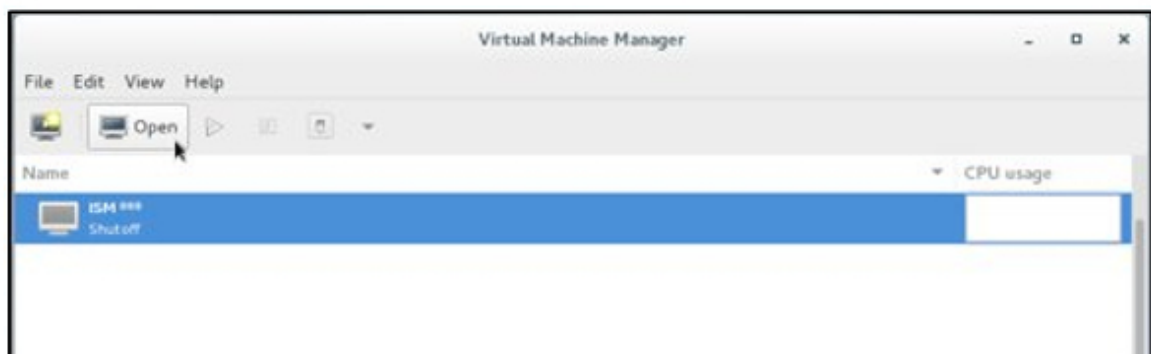 Virtual Machine Manager
File Edit View Help
Open
Name CPU usage
ISM
Shutoff